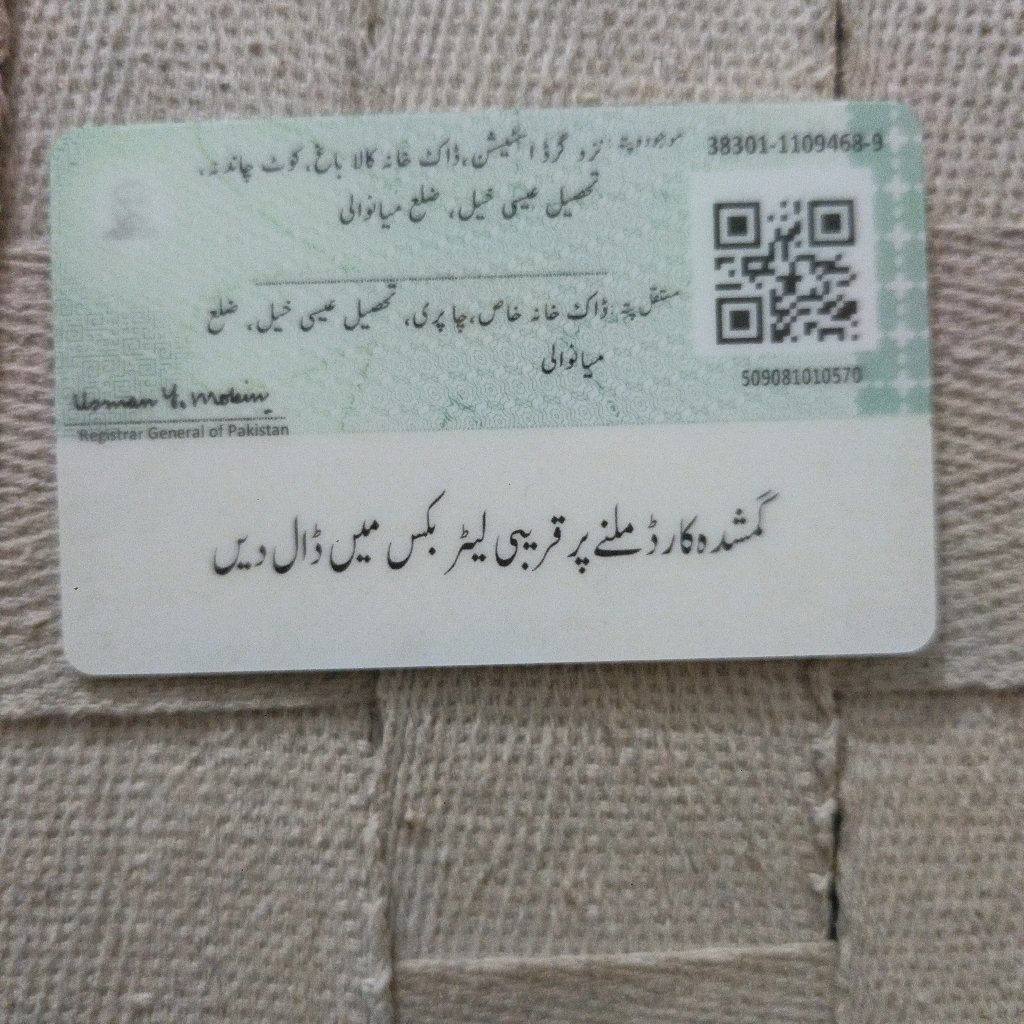 38301-1109468-9
موجودہ پتہ: نزد گرڈ اسٹیشن، ڈاک خانہ کالا باغ، کوٹ چاندنہ،
تحصیل عیسیٰ خیل، ضلع میانوالی
مستقل پتہ: ڈاک خانہ خاص، چاپری، تحصیل عیسیٰ خیل، ضلع
میانوالی
509081010570
Usman Y. Mobin
Registrar General of Pakistan
گمشدہ کارڈ ملنے پر قریبی لیٹر بکس میں ڈال دیں